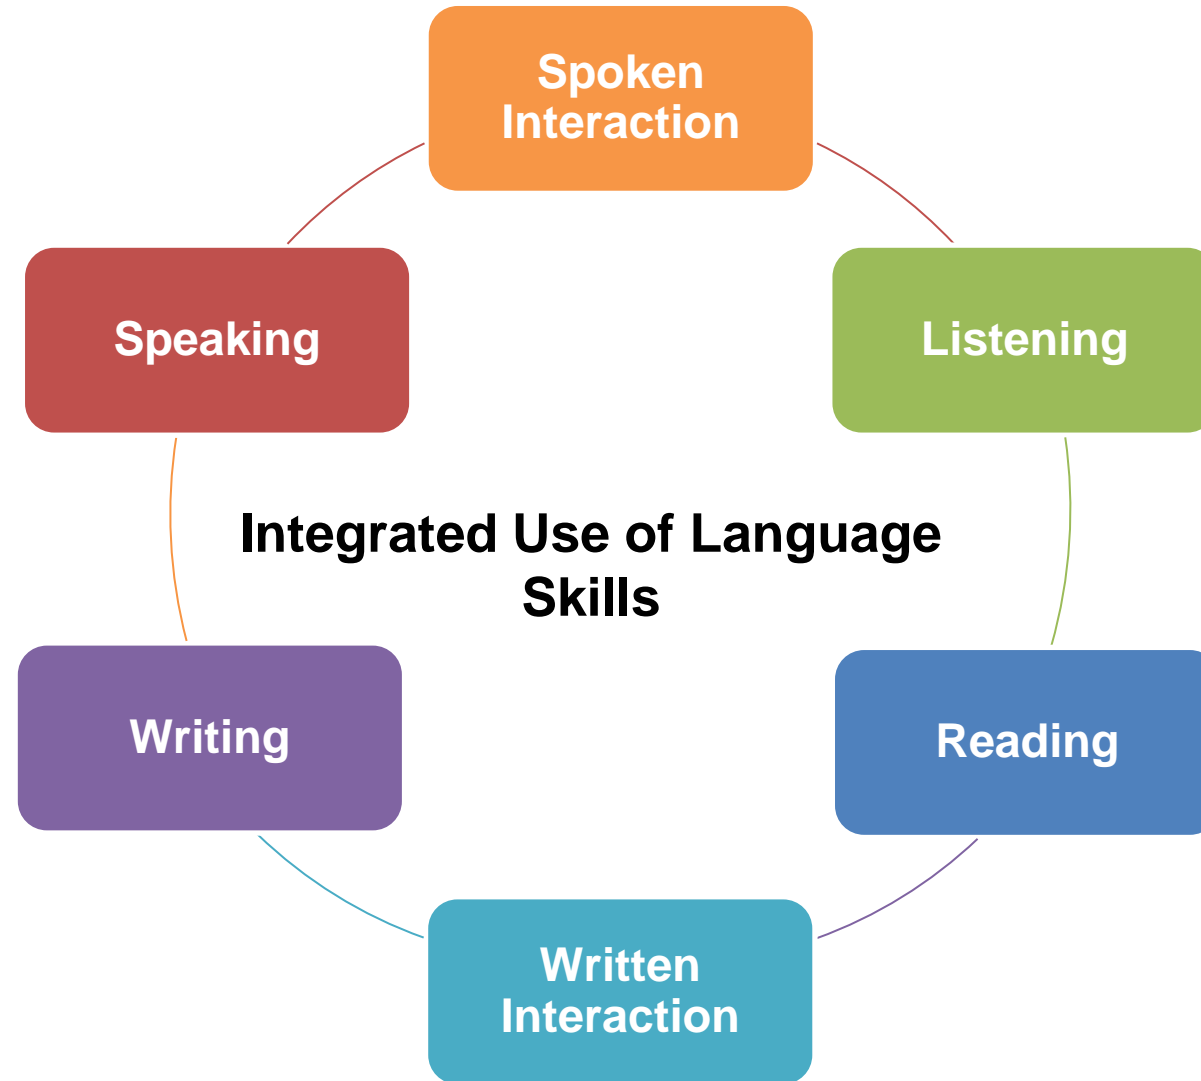 Spoken
Interaction
Speaking
Listening
Integrated Use of Language
Skills
Writing
Reading
Written
Interaction